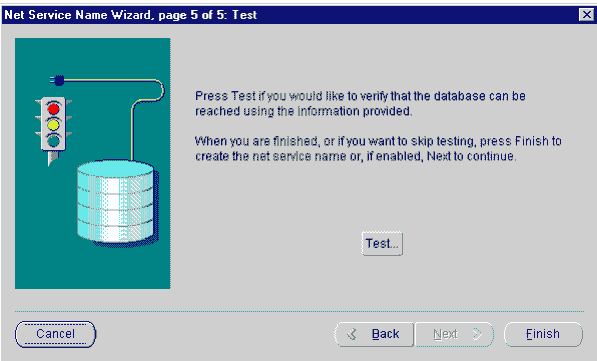 Net Service Name Wizard, page 5 of 5: Test
Press Test if you would like to verify that the database can be
reached using the information provided.
When you are finished, or if you want to skip testing, press Finish to
create the net service name or, if enabled, Next to continue.
Test...
Cancel
Back
Next
Finish